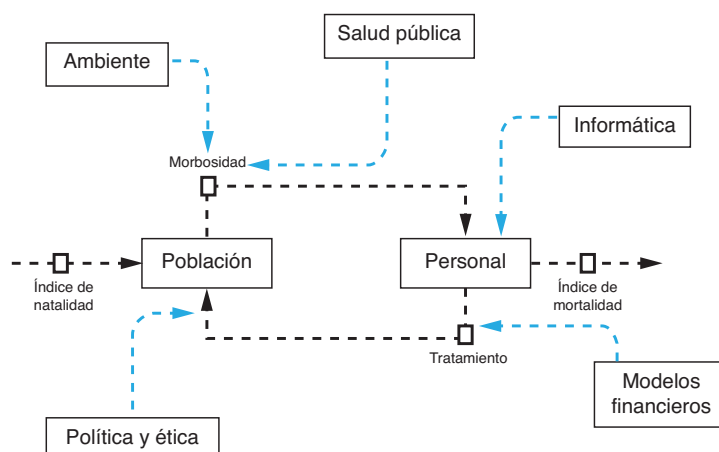 Salud pública
Ambiente
Informática
Morbosidad
Población
Personal
Índice de
natalidad
Índice de
mortalidad
Tratamiento
Modelos
financieros
Política y ética